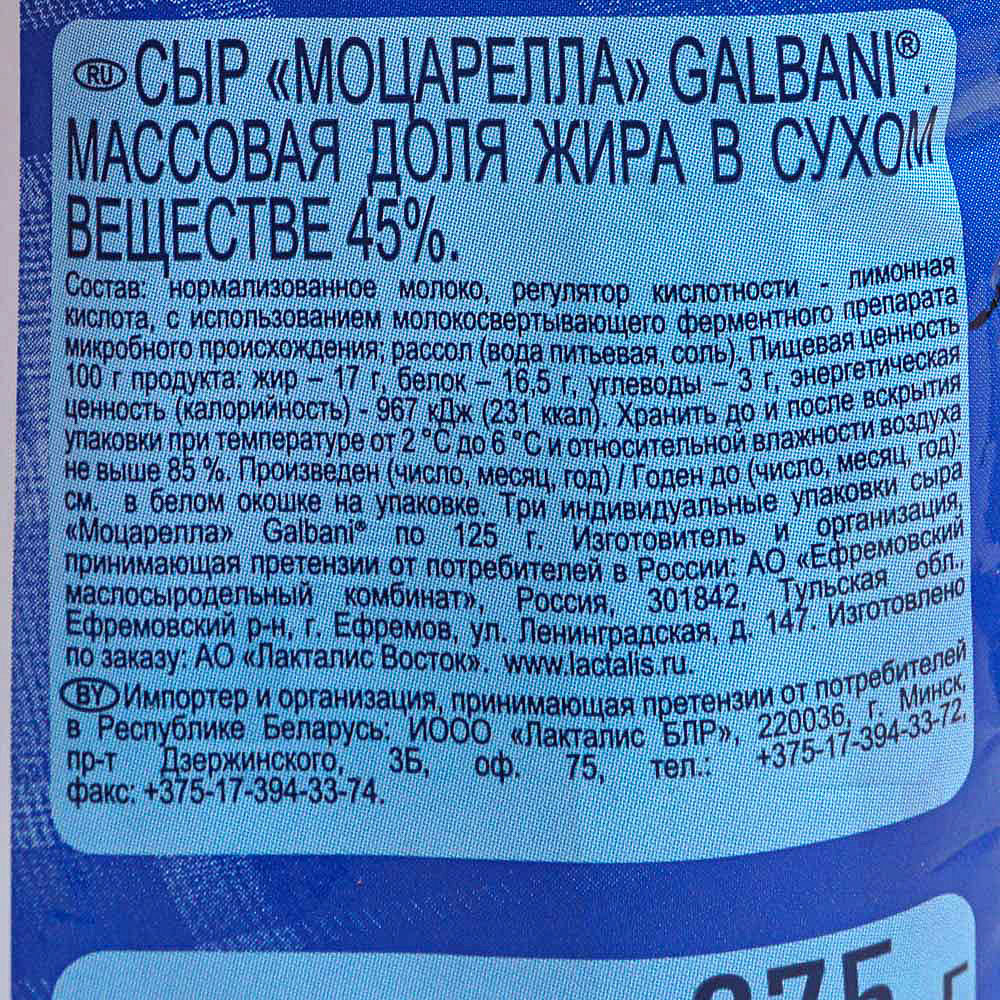 RU СЫР «МОЦАРЕЛЛА» GALBANI®.
МАССОВАЯ ДОЛЯ ЖИРА В СУХОМ
ВЕЩЕСТВЕ 45%.
Состав: нормализованное молоко, регулятор кислотности - лимонная
кислота, с использованием молокосвертывающего ферментного препарата
микробного происхождения; рассол (вода питьевая, соль). Пищевая ценность
100 г продукта: жир – 17 г, белок – 16,5 г, углеводы – 3 г, энергетическая
ценность (калорийность) - 967 кДж (231 ккал). Хранить до и после вскрытия
упаковки при температуре от 2 °С до 6 °С и относительной влажности воздуха
не выше 85 %. Произведен (число, месяц, год) / Годен до (число, месяц, год):
см. в белом окошке на упаковке. Три индивидуальные упаковки сыра
«Моцарелла» Galbani® по 125 г. Изготовитель и организация,
принимающая претензии от потребителей в России: АО «Ефремовский
маслосыродельный комбинат», Россия, 301842, Тульская обл.,
Ефремовский р-н, г. Ефремов, ул. Ленинградская, д. 147. Изготовлено
по заказу: АО «Лакталис Восток». www.lactalis.ru.
BY Импортер и организация, принимающая претензии от потребителей
в Республике Беларусь: ИООО «Лакталис БЛР», 220036, г. Минск,
пр-т Дзержинского, 3Б, оф. 75, тел.: +375-17-394-33-72,
факс: +375-17-394-33-74.
375 г